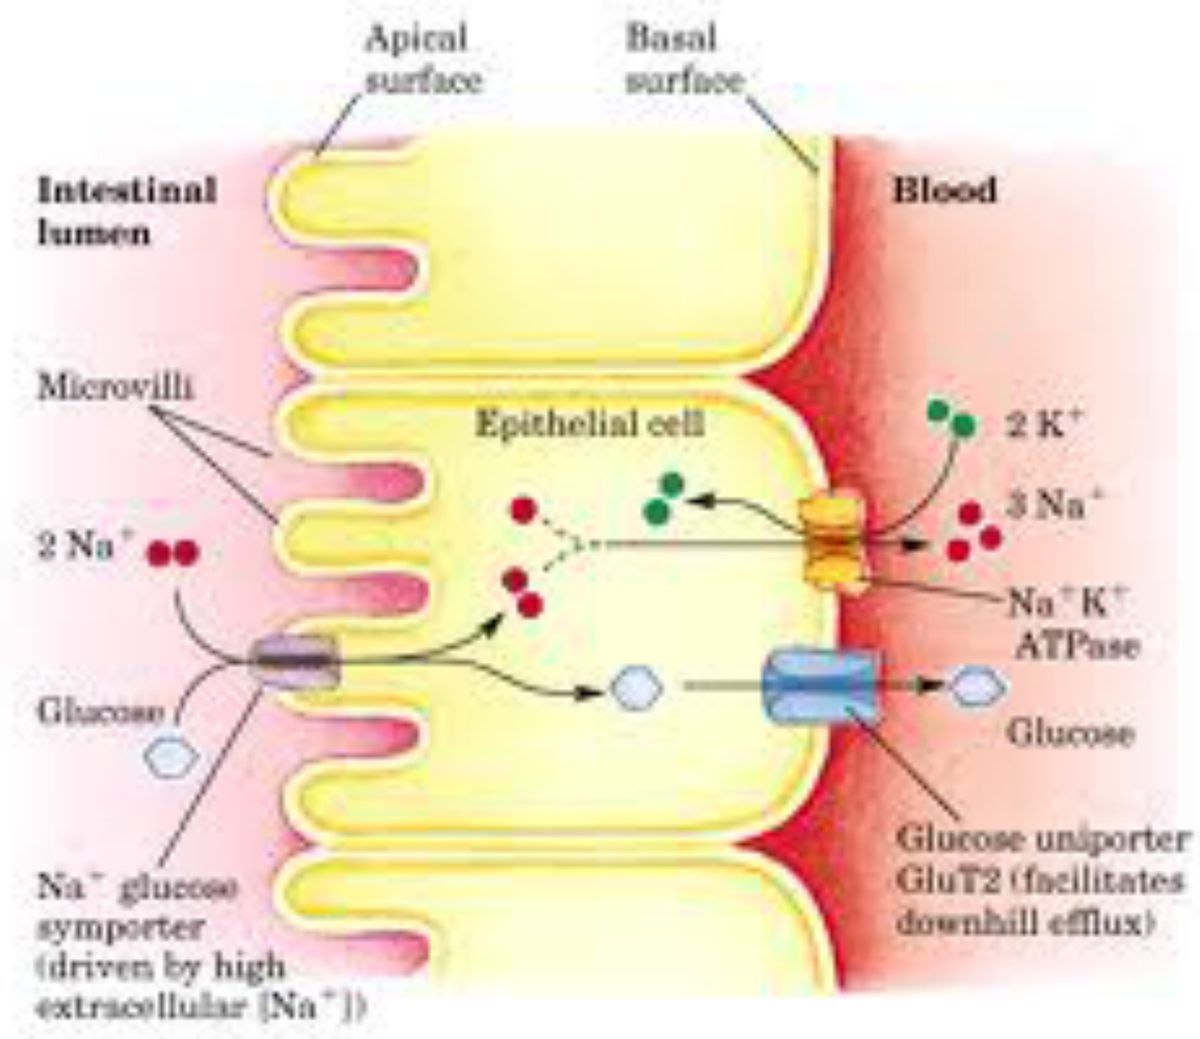 Apical
surface
Basal
surface
Intestinal
lumen
Blood
Microvilli
Epithelial cell
2 K⁺
3 Na⁺
2 Na⁺
Na⁺K⁺
ATPase
Glucose
Glucose
Na⁺ glucose
symporter
(driven by high
extracellular [Na⁺])
Glucose uniporter
GluT2 (facilitates
downhill efflux)